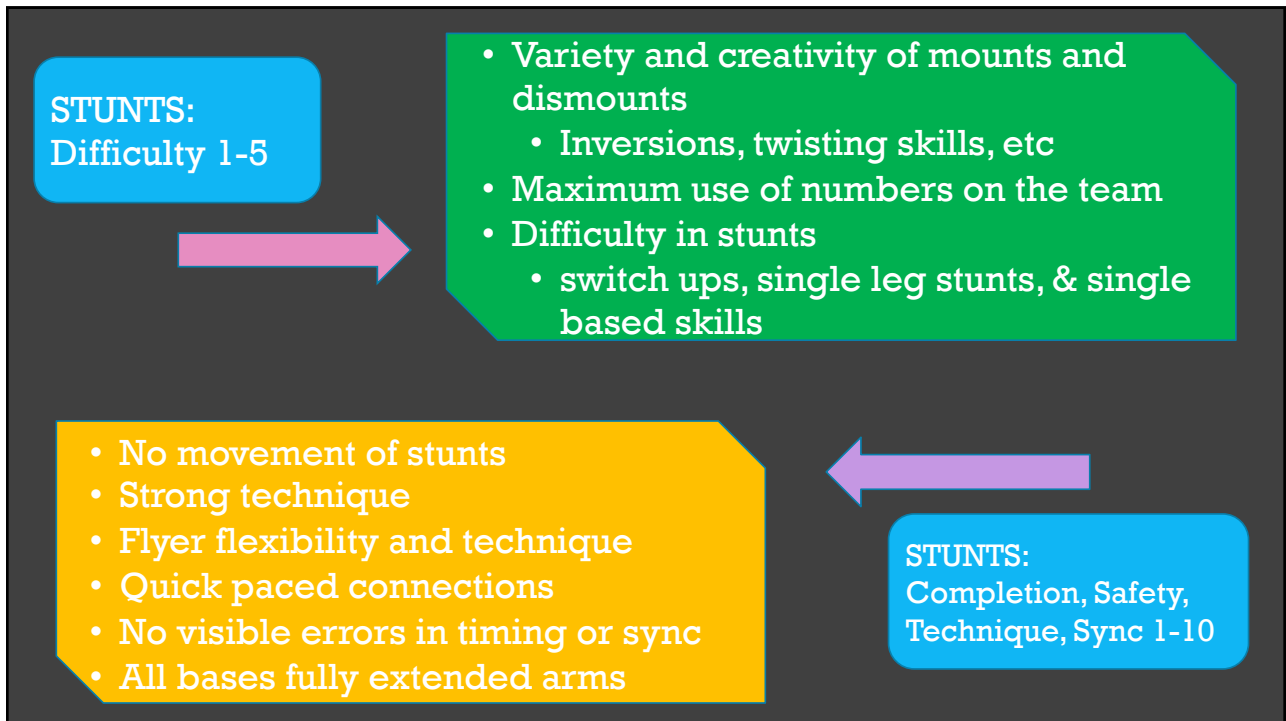 STUNTS:
Difficulty 1-5
• Variety and creativity of mounts and
dismounts
• Inversions, twisting skills, etc
• Maximum use of numbers on the team
• Difficulty in stunts
• switch ups, single leg stunts, & single
based skills
• No movement of stunts
• Strong technique
• Flyer flexibility and technique
• Quick paced connections
• No visible errors in timing or sync
• All bases fully extended arms
STUNTS:
Completion, Safety,
Technique, Sync 1-10